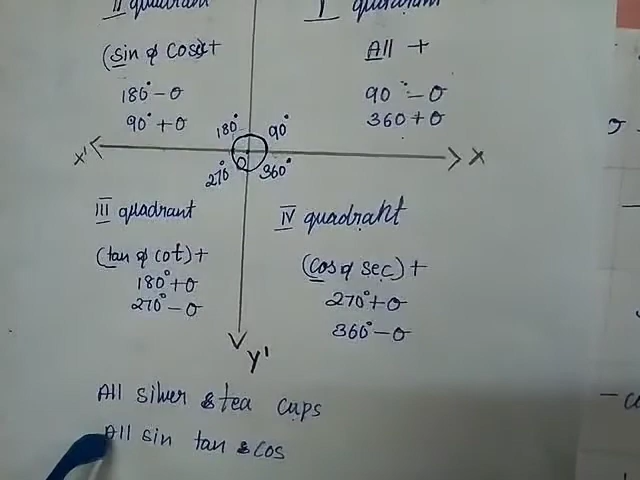 II quadrant
I quadrant
(sin & cosec)+
All +
180° - θ
90° - θ
90° + θ
360 + θ
180°
90°
X'
X
270°
0
360°
III quadrant
IV quadrant
(tan & cot)+
(cos & sec)+
180° + θ
270° + θ
270° - θ
360° - θ
Y'
All silver & tea cups
All sin tan & cos